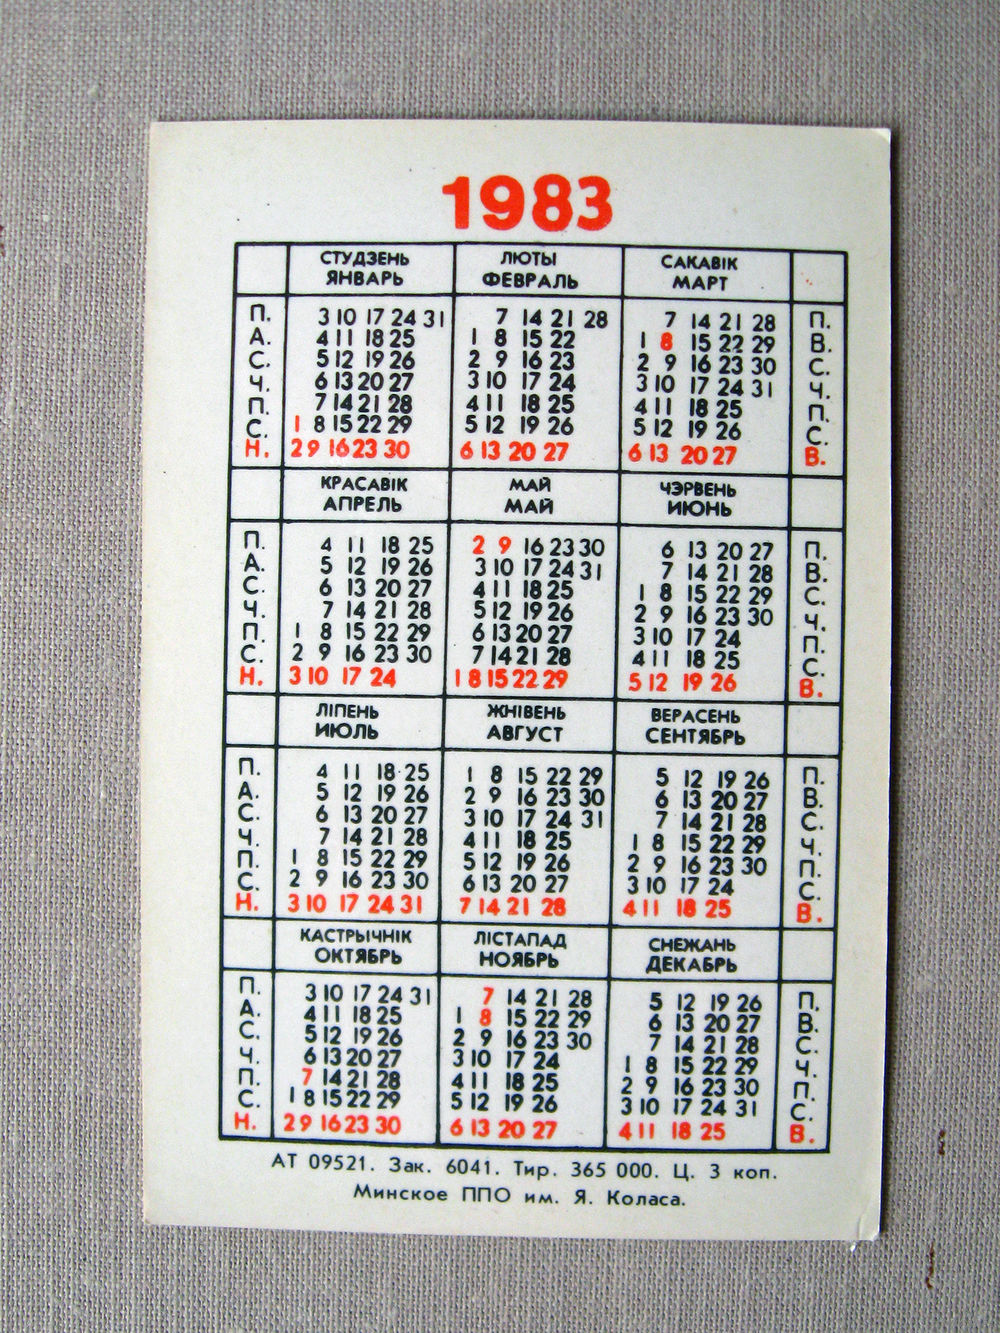 1983
СТУДЗЕНЬ ЛЮТЫ САКАВІК
ЯНВАРЬ ФЕВРАЛЬ МАРТ
П. 3 10 17 24 31 7 14 21 28 7 14 21 28 П.
А. 4 11 18 25 1 8 15 22 1 8 15 22 29 В.
С. 5 12 19 26 2 9 16 23 2 9 16 23 30 С.
Ч. 6 13 20 27 3 10 17 24 3 10 17 24 31 Ч.
П. 7 14 21 28 4 11 18 25 4 11 18 25 П.
С. 1 8 15 22 29 5 12 19 26 5 12 19 26 С.
Н. 2 9 16 23 30 6 13 20 27 6 13 20 27 В.
КРАСАВІК МАЙ ЧЭРВЕНЬ
АПРЕЛЬ МАЙ ИЮНЬ
П. 4 11 18 25 2 9 16 23 30 6 13 20 27 П.
А. 5 12 19 26 3 10 17 24 31 7 14 21 28 В.
С. 6 13 20 27 4 11 18 25 1 8 15 22 29 С.
Ч. 7 14 21 28 5 12 19 26 2 9 16 23 30 Ч.
П. 1 8 15 22 29 6 13 20 27 3 10 17 24 П.
С. 2 9 16 23 30 7 14 21 28 4 11 18 25 С.
Н. 3 10 17 24 1 8 15 22 29 5 12 19 26 В.
ЛІПЕНЬ ЖНІВЕНЬ ВЕРАСЕНЬ
ИЮЛЬ АВГУСТ СЕНТЯБРЬ
П. 4 11 18 25 1 8 15 22 29 5 12 19 26 П.
А. 5 12 19 26 2 9 16 23 30 6 13 20 27 В.
С. 6 13 20 27 3 10 17 24 31 7 14 21 28 С.
Ч. 7 14 21 28 4 11 18 25 1 8 15 22 29 Ч.
П. 1 8 15 22 29 5 12 19 26 2 9 16 23 30 П.
С. 2 9 16 23 30 6 13 20 27 3 10 17 24 С.
Н. 3 10 17 24 31 7 14 21 28 4 11 18 25 В.
КАСТРЫЧНІК ЛІСТАПАД СНЕЖАНЬ
ОКТЯБРЬ НОЯБРЬ ДЕКАБРЬ
П. 3 10 17 24 31 7 14 21 28 5 12 19 26 П.
А. 4 11 18 25 1 8 15 22 29 6 13 20 27 В.
С. 5 12 19 26 2 9 16 23 30 7 14 21 28 С.
Ч. 6 13 20 27 3 10 17 24 1 8 15 22 29 Ч.
П. 7 14 21 28 4 11 18 25 2 9 16 23 30 П.
С. 1 8 15 22 29 5 12 19 26 3 10 17 24 31 С.
Н. 2 9 16 23 30 6 13 20 27 4 11 18 25 В.
АТ 09521. Зак. 6041. Тир. 365 000. Ц. 3 коп.
Минское ППО им. Я. Коласа.